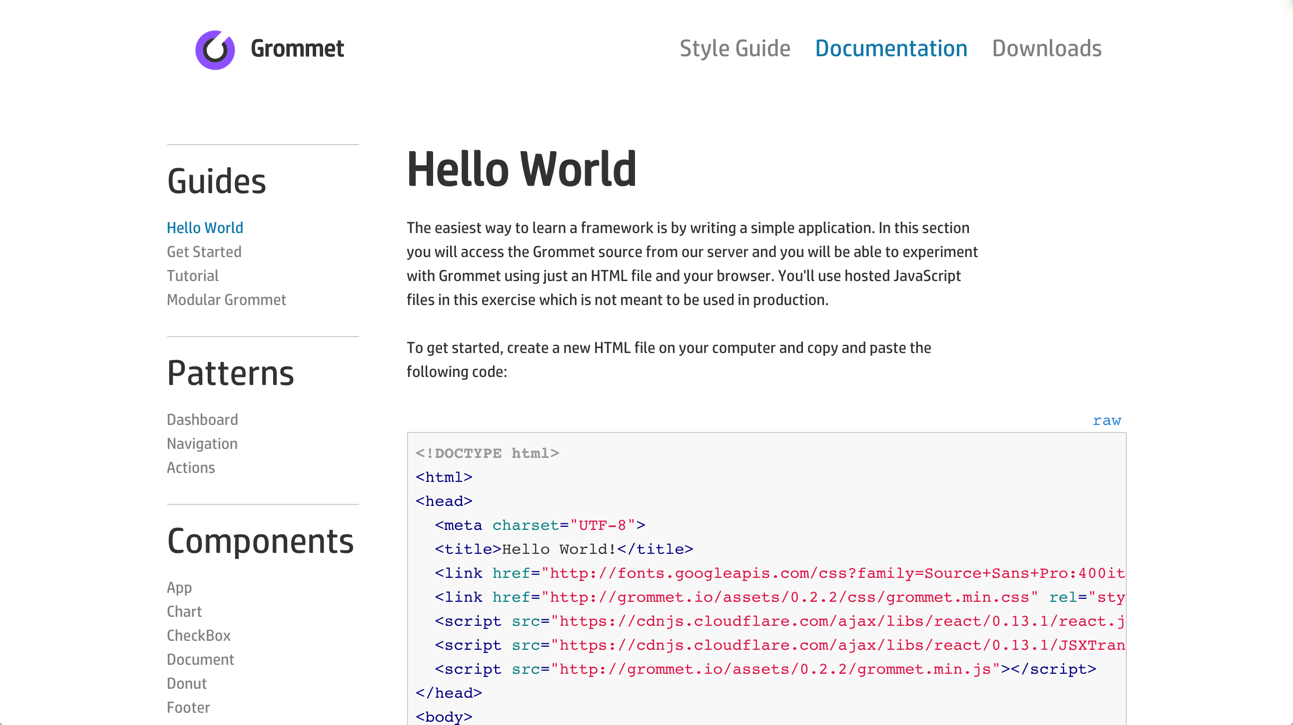 Grommet
Style Guide Documentation Downloads
Guides
Hello World
Get Started
Tutorial
Modular Grommet
Patterns
Dashboard
Navigation
Actions
Components
App
Chart
CheckBox
Document
Donut
Footer
Hello World
The easiest way to learn a framework is by writing a simple application. In this section
you will access the Grommet source from our server and you will be able to experiment
with Grommet using just an HTML file and your browser. You'll use hosted JavaScript
files in this exercise which is not meant to be used in production.
To get started, create a new HTML file on your computer and copy and paste the
following code:
raw
<!DOCTYPE html>
<html>
<head>
<meta charset="UTF-8">
<title>Hello World!</title>
<link href="http://fonts.googleapis.com/css?family=Source+Sans+Pro:400it
<link href="http://grommet.io/assets/0.2.2/css/grommet.min.css" rel="sty
<script src="https://cdnjs.cloudflare.com/ajax/libs/react/0.13.1/react.j
<script src="https://cdnjs.cloudflare.com/ajax/libs/react/0.13.1/JSXTran
<script src="http://grommet.io/assets/0.2.2/grommet.min.js"></script>
</head>
<body>